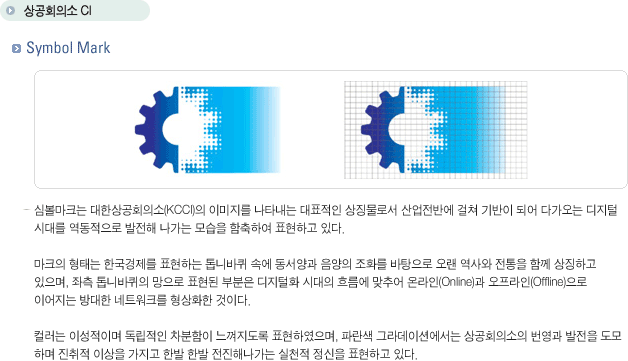 상공회의소 CI
Symbol Mark
– 심볼마크는 대한상공회의소(KCCI)의 이미지를 나타내는 대표적인 상징물로서 산업전반에 걸쳐 기반이 되어 다가오는 디지털
시대를 역동적으로 발전해 나가는 모습을 함축하여 표현하고 있다.
마크의 형태는 한국경제를 표현하는 톱니바퀴 속에 동서양과 음양의 조화를 바탕으로 오랜 역사와 전통을 함께 상징하고
있으며, 좌측 톱니바퀴의 망으로 표현된 부분은 디지털화 시대의 흐름에 맞추어 온라인(Online)과 오프라인(Offline)으로
이어지는 방대한 네트워크를 형상화한 것이다.
컬러는 이성적이며 독립적인 차분함이 느껴지도록 표현하였으며, 파란색 그라데이션에서는 상공회의소의 번영과 발전을 도모
하며 진취적 이상을 가지고 한발 한발 전진해나가는 실천적 정신을 표현하고 있다.